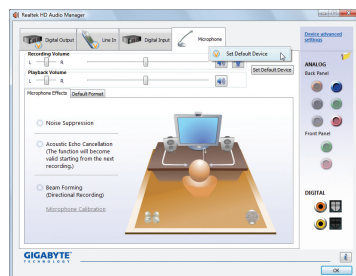 Realtek HD Audio Manager
Digital Output
Line In
Digital Input
Microphone
Device advanced
settings
Set Default Device
Recording Volume
L
R
Playback Volume
L
R
Set Default Device
ANALOG
Back Panel
Microphone Effects
Default Format
Noise Suppression
Acoustic Echo Cancellation
(The function will become
valid starting from the next
recording.)
Front Panel
Beam Forming
(Directional Recording)
Microphone Calibration
DIGITAL
GIGABYTE
TECHNOLOGY
i
OK